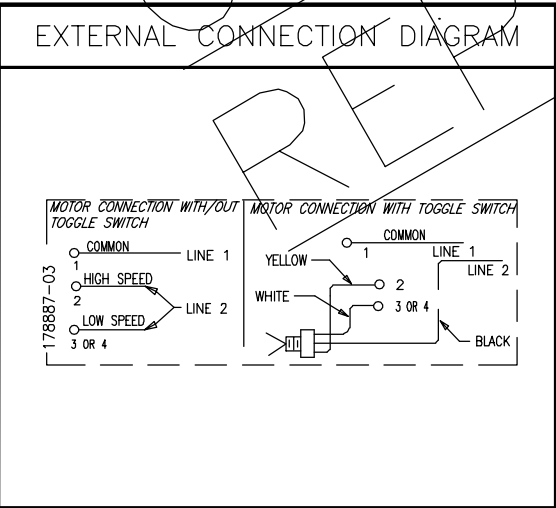 EXTERNAL CONNECTION DIAGRAM
MOTOR CONNECTION WITH/OUT
TOGGLE SWITCH
COMMON
1
LINE 1
HIGH SPEED
2
LINE 2
LOW SPEED
3 OR 4
178887-03
MOTOR CONNECTION WITH TOGGLE SWITCH
COMMON
1
LINE 1
LINE 2
YELLOW
2
WHITE
3 OR 4
BLACK